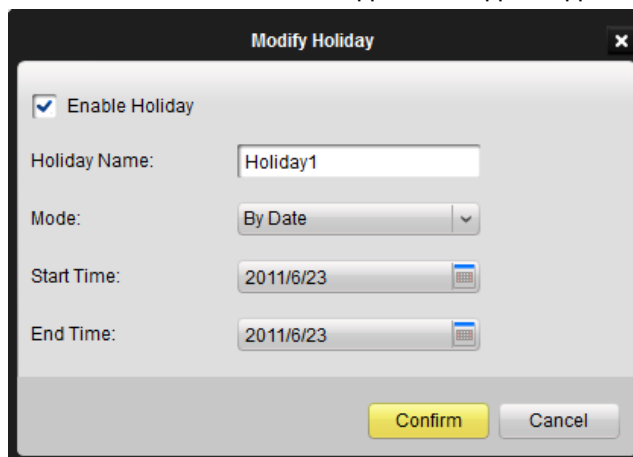 Modify Holiday
Enable Holiday
Holiday Name: Holiday1
Mode: By Date
Start Time: 2011/6/23
End Time: 2011/6/23
Confirm Cancel